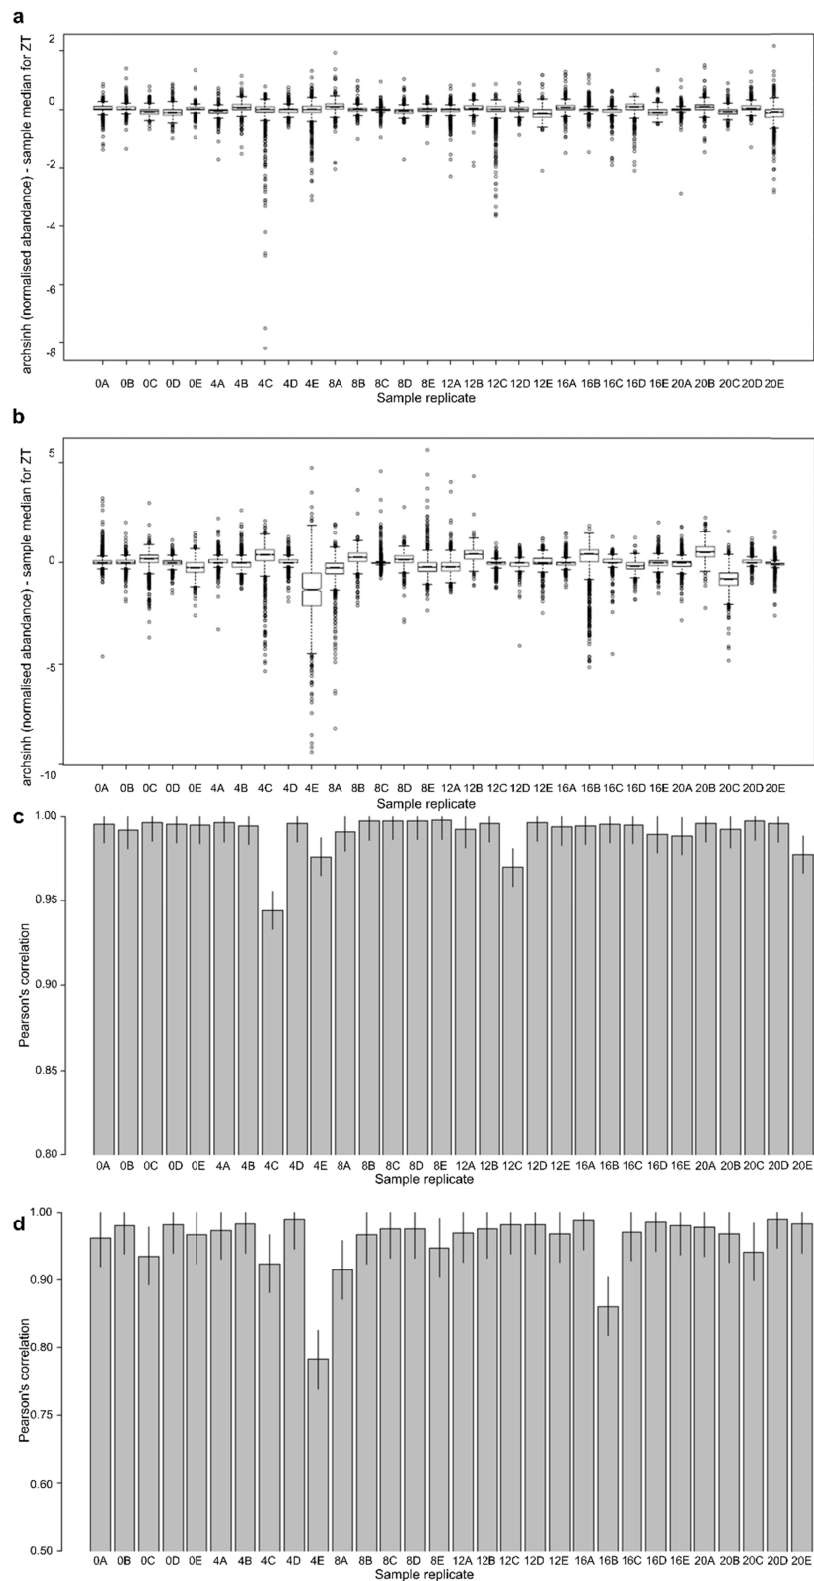 a
archsinh (normalised abandance) - sample median for ZT
2
0
-2
-4
-6
-8
0A 0B 0C 0D 0E 4A 4B 4C 4D 4E 8A 8B 8C 8D 8E 12A 12B 12C 12D 12E 16A 16B 16C 16D 16E 20A 20B 20C 20D 20E
Sample replicate
b
archsinh (normalised abandance) - sample median for ZT
5
0
-5
-10
0A 0B 0C 0D 0E 4A 4B 4C 4D 4E 8A 8B 8C 8D 8E 12A 12B 12C 12D 12E 16A 16B 16C 16D 16E 20A 20B 20C 20D 20E
Sample replicate
c
Pearson's correlation
1.00
0.95
0.90
0.85
0.80
0A 0B 0C 0D 0E 4A 4B 4C 4D 4E 8A 8B 8C 8D 8E 12A 12B 12C 12D 12E 16A 16B 16C 16D 16E 20A 20B 20C 20D 20E
Sample replicate
d
Pearson's correlation
1.00
0.90
0.80
0.75
0.60
0.50
0A 0B 0C 0D 0E 4A 4B 4C 4D 4E 8A 8B 8C 8D 8E 12A 12B 12C 12D 12E 16A 16B 16C 16D 16E 20A 20B 20C 20D 20E
Sample replicate